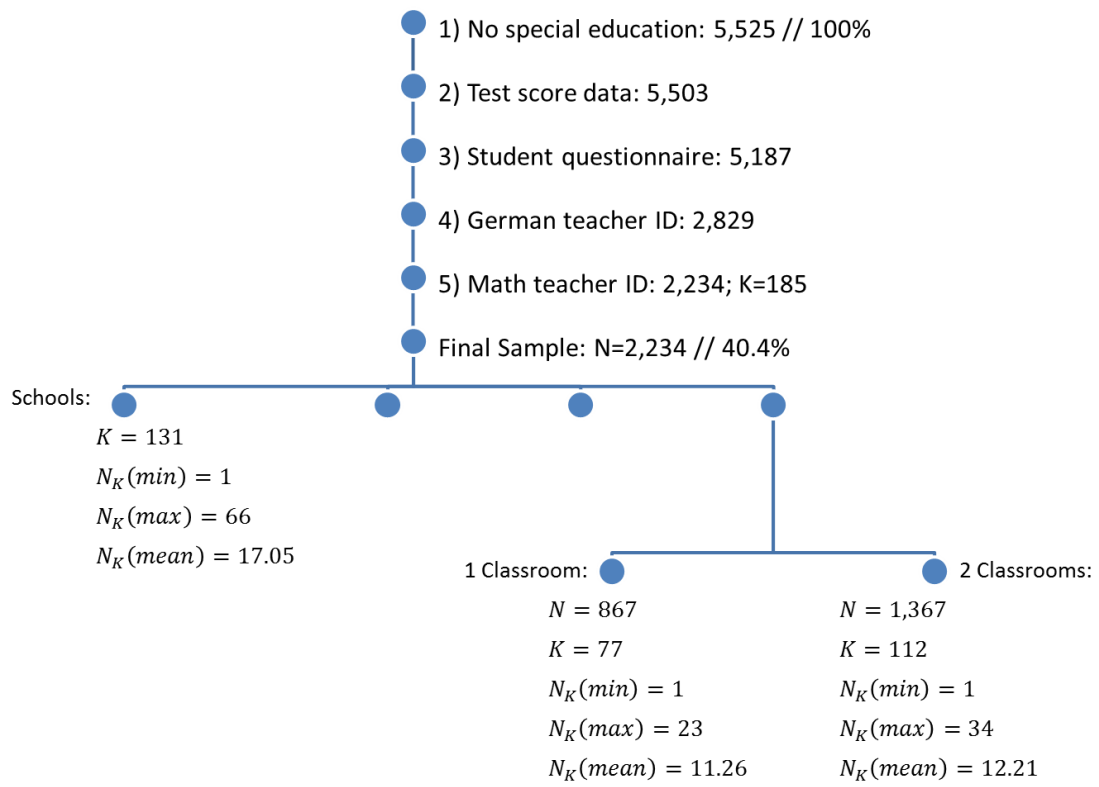 1) No special education: 5,525 // 100%
2) Test score data: 5,503
3) Student questionnaire: 5,187
4) German teacher ID: 2,829
5) Math teacher ID: 2,234; K=185
Final Sample: N=2,234 // 40.4%
Schools:
K = 131
N_K(min) = 1
N_K(max) = 66
N_K(mean) = 17.05
1 Classroom:
N = 867
K = 77
N_K(min) = 1
N_K(max) = 23
N_K(mean) = 11.26
2 Classrooms:
N = 1,367
K = 112
N_K(min) = 1
N_K(max) = 34
N_K(mean) = 12.21